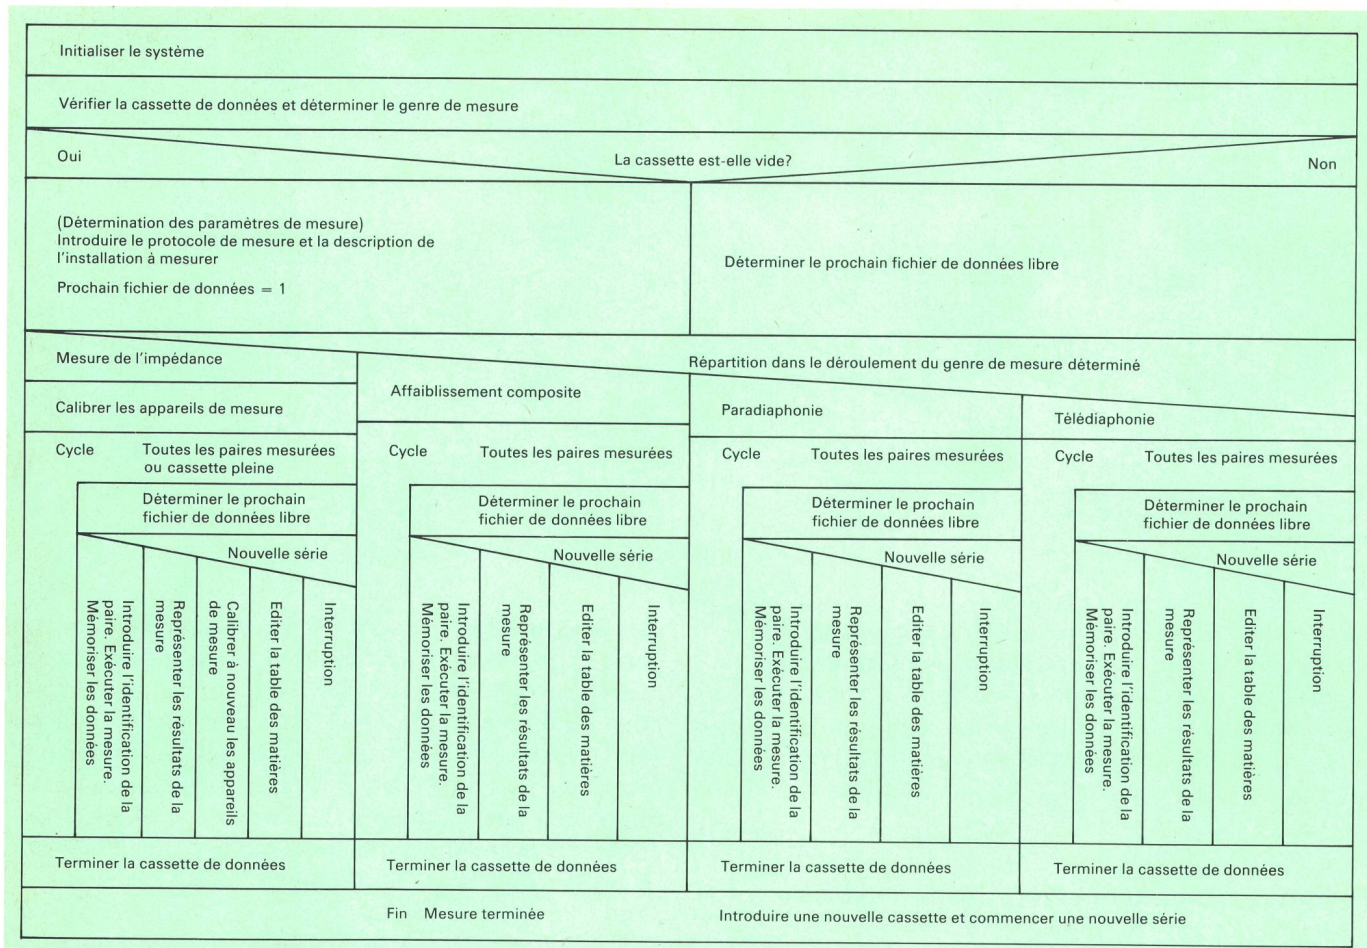 Initialiser le système
Vérifier la cassette de données et déterminer le genre de mesure
Oui
La cassette est-elle vide?
Non
(Détermination des paramètres de mesure)
Introduire le protocole de mesure et la description de
l'installation à mesurer
Prochain fichier de données = 1
Déterminer le prochain fichier de données libre
Répartition dans le déroulement du genre de mesure déterminé
Mesure de l'impédance
Calibrer les appareils de mesure
Cycle
Toutes les paires mesurées
ou cassette pleine
Déterminer le prochain
fichier de données libre
Nouvelle série
Introduire l'identification de la
paire. Exécuter la mesure.
Mémoriser les données
Représenter les résultats de la
mesure
Calibrer à nouveau les appareils
de mesure
Editer la table des matières
Interruption
Terminer la cassette de données
Affaiblissement composite
Cycle
Toutes les paires mesurées
Déterminer le prochain
fichier de données libre
Nouvelle série
Introduire l'identification de la
paire. Exécuter la mesure.
Mémoriser les données
Représenter les résultats de la
mesure
Editer la table des matières
Interruption
Terminer la cassette de données
Paradiaphonie
Cycle
Toutes les paires mesurées
Déterminer le prochain
fichier de données libre
Nouvelle série
Introduire l'identification de la
paire. Exécuter la mesure.
Mémoriser les données
Représenter les résultats de la
mesure
Editer la table des matières
Interruption
Terminer la cassette de données
Télédiaphonie
Cycle
Toutes les paires mesurées
Déterminer le prochain
fichier de données libre
Nouvelle série
Introduire l'identification de la
paire. Exécuter la mesure.
Mémoriser les données
Représenter les résultats de la
mesure
Editer la table des matières
Interruption
Terminer la cassette de données
Fin Mesure terminée
Introduire une nouvelle cassette et commencer une nouvelle série